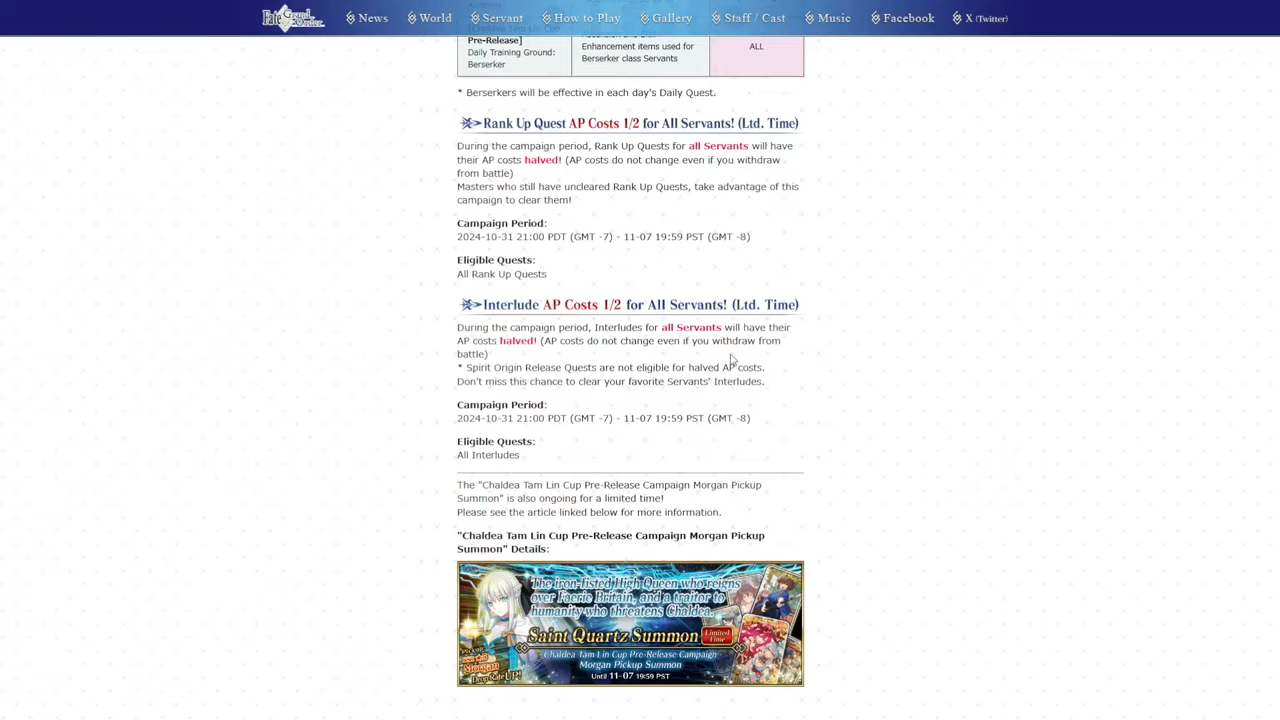 Fate Grand Order
News World Servant How to Play Gallery Staff / Cast Music Facebook X (Twitter)
Pre-Release]
Daily Training Ground:
Berserker
Enhancement items used for
Berserker class Servants
ALL
* Berserkers will be effective in each day's Daily Quest.
Rank Up Quest AP Costs 1/2 for All Servants! (Ltd. Time)
During the campaign period, Rank Up Quests for all Servants will have
their AP costs halved! (AP costs do not change even if you withdraw
from battle)
Masters who still have uncleared Rank Up Quests, take advantage of this
campaign to clear them!
Campaign Period:
2024-10-31 21:00 PDT (GMT -7) - 11-07 19:59 PST (GMT -8)
Eligible Quests:
All Rank Up Quests
Interlude AP Costs 1/2 for All Servants! (Ltd. Time)
During the campaign period, Interludes for all Servants will have their
AP costs halved! (AP costs do not change even if you withdraw from
battle)
* Spirit Origin Release Quests are not eligible for halved AP costs.
Don't miss this chance to clear your favorite Servants' Interludes.
Campaign Period:
2024-10-31 21:00 PDT (GMT -7) - 11-07 19:59 PST (GMT -8)
Eligible Quests:
All Interludes
The "Chaldea Tam Lin Cup Pre-Release Campaign Morgan Pickup
Summon" is also ongoing for a limited time!
Please see the article linked below for more information.
"Chaldea Tam Lin Cup Pre-Release Campaign Morgan Pickup
Summon" Details:
The iron-fisted High Queen who reigns
over Faerie Britain, and a traitor to
humanity who threatens Chaldea.
Saint Quartz Summon Limited Time
Chaldea Tam Lin Cup Pre-Release Campaign
Morgan Pickup Summon
Until 11-07 19:59 PST
Pickup
Morgan
Drop Rate UP!